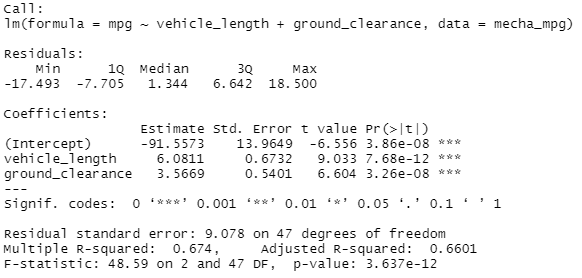 Call:
lm(formula = mpg ~ vehicle_length + ground_clearance, data = mecha_mpg)
Residuals:
Min 1Q Median 3Q Max
-17.493 -7.705 1.344 6.642 18.500
Coefficients:
Estimate Std. Error t value Pr(>|t|)
(Intercept) -91.5573 13.9649 -6.556 3.86e-08 ***
vehicle_length 6.0811 0.6732 9.033 7.68e-12 ***
ground_clearance 3.5669 0.5401 6.604 3.26e-08 ***
---
Signif. codes: 0 ‘***’ 0.001 ‘**’ 0.01 ‘*’ 0.05 ‘.’ 0.1 ‘ ’ 1
Residual standard error: 9.078 on 47 degrees of freedom
Multiple R-squared: 0.674, Adjusted R-squared: 0.6601
F-statistic: 48.59 on 2 and 47 DF, p-value: 3.637e-12